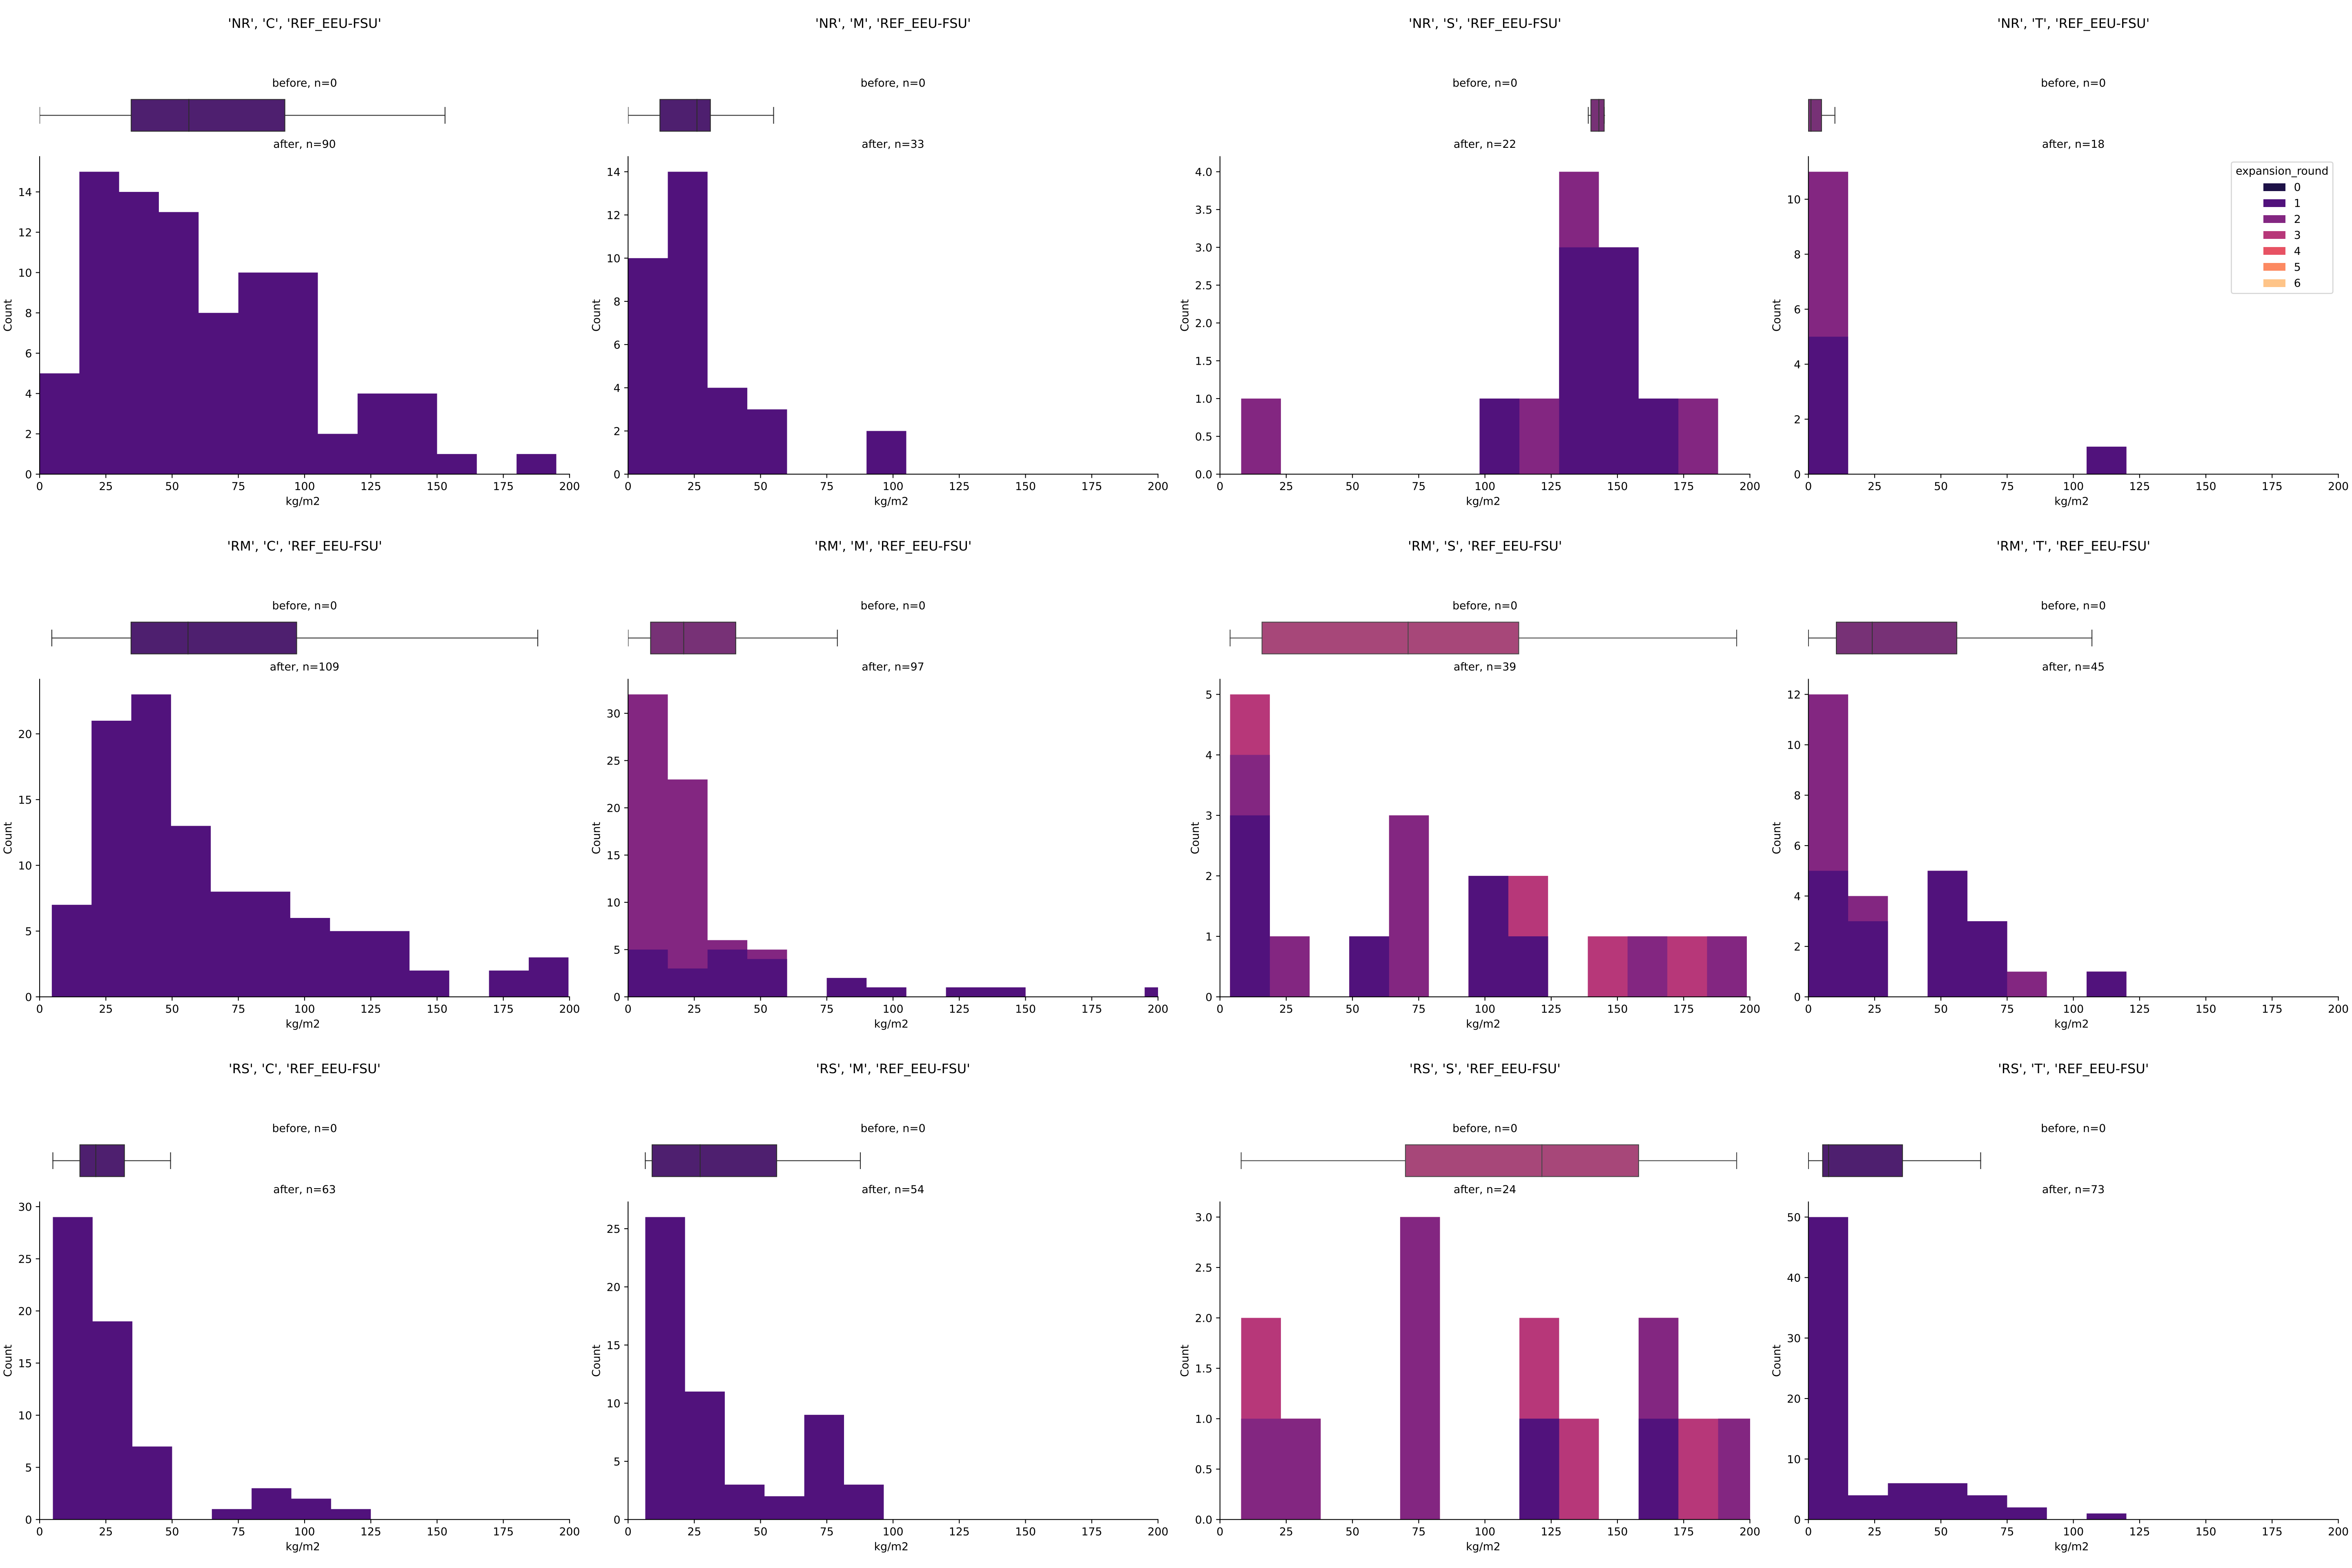 'NR', 'C', 'REF_EEU-FSU'
'NR', 'M', 'REF_EEU-FSU'
'NR', 'S', 'REF_EEU-FSU'
'NR', 'T', 'REF_EEU-FSU'
before, n=0
before, n=0
before, n=0
before, n=0
after, n=90
after, n=33
after, n=22
after, n=18
Count
14
12
10
8
6
4
2
0
0 25 50 75 100 125 150 175 200
kg/m2
Count
14
12
10
8
6
4
2
0
0 25 50 75 100 125 150 175 200
kg/m2
Count
4.0
3.5
3.0
2.5
2.0
1.5
1.0
0.5
0.0
0 25 50 75 100 125 150 175 200
kg/m2
Count
10
8
6
4
2
0
0 25 50 75 100 125 150 175 200
kg/m2
expansion_round
0
1
2
3
4
5
6
'RM', 'C', 'REF_EEU-FSU'
'RM', 'M', 'REF_EEU-FSU'
'RM', 'S', 'REF_EEU-FSU'
'RM', 'T', 'REF_EEU-FSU'
before, n=0
before, n=0
before, n=0
before, n=0
after, n=109
after, n=97
after, n=39
after, n=45
Count
20
15
10
5
0
0 25 50 75 100 125 150 175 200
kg/m2
Count
30
25
20
15
10
5
0
0 25 50 75 100 125 150 175 200
kg/m2
Count
5
4
3
2
1
0
0 25 50 75 100 125 150 175 200
kg/m2
Count
12
10
8
6
4
2
0
0 25 50 75 100 125 150 175 200
kg/m2
'RS', 'C', 'REF_EEU-FSU'
'RS', 'M', 'REF_EEU-FSU'
'RS', 'S', 'REF_EEU-FSU'
'RS', 'T', 'REF_EEU-FSU'
before, n=0
before, n=0
before, n=0
before, n=0
after, n=63
after, n=54
after, n=24
after, n=73
Count
30
25
20
15
10
5
0
0 25 50 75 100 125 150 175 200
kg/m2
Count
25
20
15
10
5
0
0 25 50 75 100 125 150 175 200
kg/m2
Count
3.0
2.5
2.0
1.5
1.0
0.5
0.0
0 25 50 75 100 125 150 175 200
kg/m2
Count
50
40
30
20
10
0
0 25 50 75 100 125 150 175 200
kg/m2